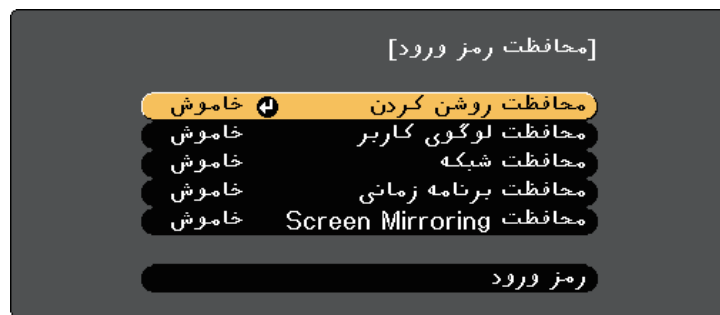 [محافظت رمز ورود]
محافظت روشن کردن خاموش
محافظت لوگوی کاربر خاموش
محافظت شبکه خاموش
محافظت برنامه زمانی خاموش
محافظت Screen Mirroring خاموش
رمز ورود